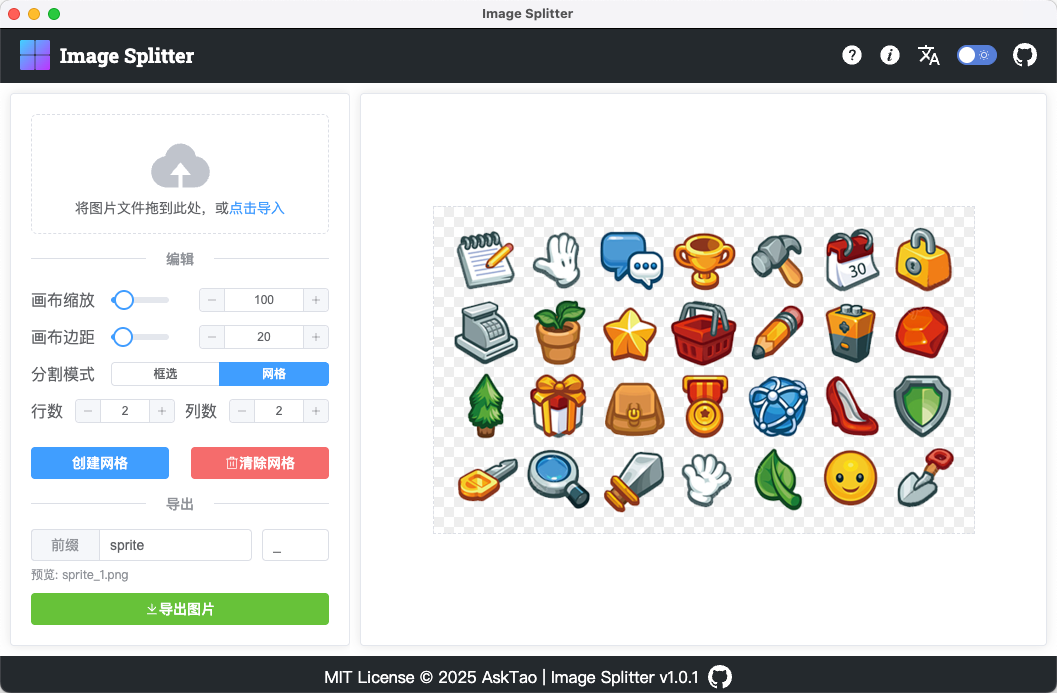 Image Splitter
Image Splitter
将图片文件拖到此处，或点击导入
编辑
画布缩放 100
画布边距 20
分割模式 框选 网格
行数 2 列数 2
创建网格 清除网格
导出
前缀 sprite _
预览: sprite_1.png
导出图片
30
MIT License © 2025 AskTao | Image Splitter v1.0.1